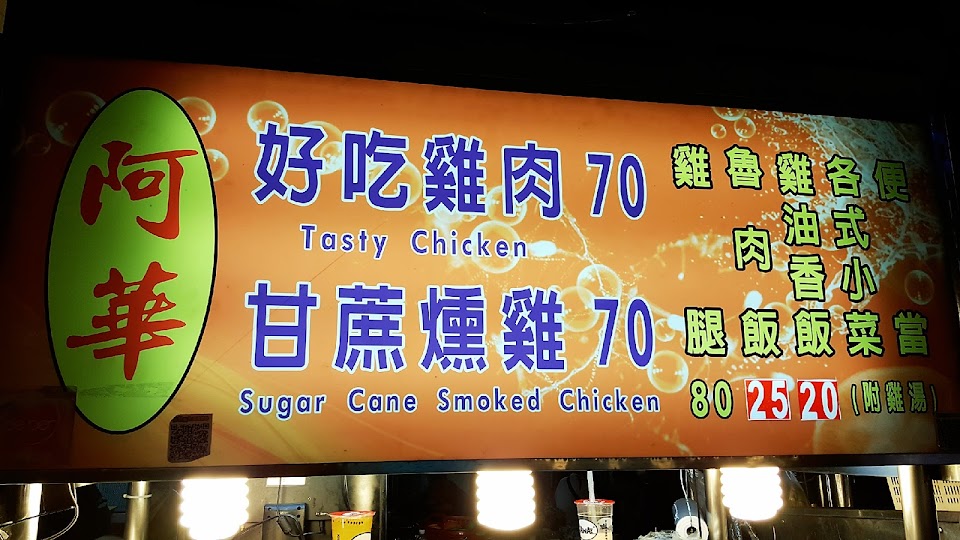 阿華
好吃雞肉 70
Tasty Chicken
甘蔗燻雞 70
Sugar Cane Smoked Chicken
便當
各式小菜
雞油香飯
魯肉飯
雞腿
80 25 20 (附雞湯)